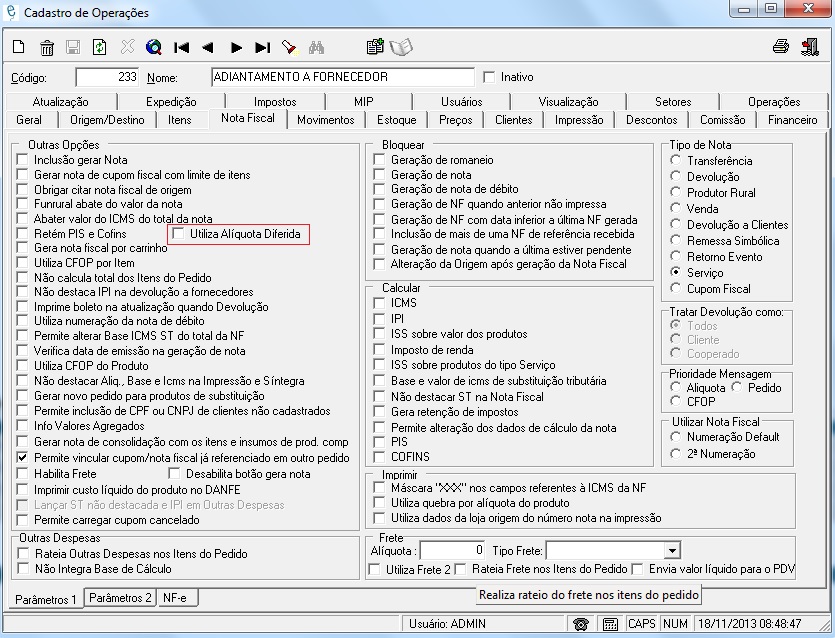 Cadastro de Operações
Código: 233 Nome: ADIANTAMENTO A FORNECEDOR Inativo
Atualização Expedição Impostos MIP Usuários Visualização Setores Operações
Geral Origem/Destino Itens Nota Fiscal Movimentos Estoque Preços Clientes Impressão Descontos Comissão Financeiro
Outras Opções
Inclusão gerar Nota
Gerar nota de cupom fiscal com limite de itens
Obrigar citar nota fiscal de origem
Funrural abate do valor da nota
Abater valor do ICMS do total da nota
Retém PIS e Cofins Utiliza Alíquota Diferida
Gera nota fiscal por carrinho
Utiliza CFOP por Item
Não calcula total dos Itens do Pedido
Não destaca IPI na devolução a fornecedores
Imprime boleto na atualização quando Devolução
Utiliza numeração da nota de débito
Permite alterar Base ICMS ST do total da NF
Verifica data de emissão na geração de nota
Utiliza CFOP do Produto
Não destacar Aliq., Base e Icms na Impressão e Síntegra
Gerar novo pedido para produtos de substituição
Permite inclusão de CPF ou CNPJ de clientes não cadastrados
Info Valores Agregados
Gerar nota de consolidação com os itens e insumos de prod. comp
Permite vincular cupom/nota fiscal já referenciado em outro pedido
Habilita Frete Desabilita botão gera nota
Imprimir custo líquido do produto no DANFE
Lançar ST não destacada e IPI em Outras Despesas
Permite carregar cupom cancelado
Outras Despesas
Rateia Outras Despesas nos Itens do Pedido
Não Integra Base de Cálculo
Bloquear
Geração de romaneio
Geração de nota
Geração de nota de débito
Geração de NF quando anterior não impressa
Geração de NF com data inferior a última NF gerada
Inclusão de mais de uma NF de referência recebida
Geração de nota quando a última estiver pendente
Alteração da Origem após geração da Nota Fiscal
Calcular
ICMS
IPI
ISS sobre valor dos produtos
Imposto de renda
ISS sobre produtos do tipo Serviço
Base e valor de icms de substituição tributária
Não destacar ST na Nota Fiscal
Gera retenção de impostos
Permite alteração dos dados de cálculo da nota
PIS
COFINS
Imprimir
Máscara "XXX" nos campos referentes à ICMS da NF
Utiliza quebra por alíquota do produto
Utiliza dados da loja origem do número nota na impressão
Frete
Alíquota : 0 Tipo Frete:
Utiliza Frete 2 Rateia Frete nos Itens do Pedido Envia valor líquido para o PDV
Tipo de Nota
Transferência
Devolução
Produtor Rural
Venda
Devolução a Clientes
Remessa Simbólica
Retorno Evento
Serviço
Cupom Fiscal
Tratar Devolução como:
Todos
Cliente
Cooperado
Prioridade Mensagem
Aliquota Pedido
CFOP
Utilizar Nota Fiscal
Numeração Default
2ª Numeração
Parâmetros 1 Parâmetros 2 NF-e
Realiza rateio do frete nos itens do pedido
Usuário: ADMIN CAPS NUM 18/11/2013 08:48:47